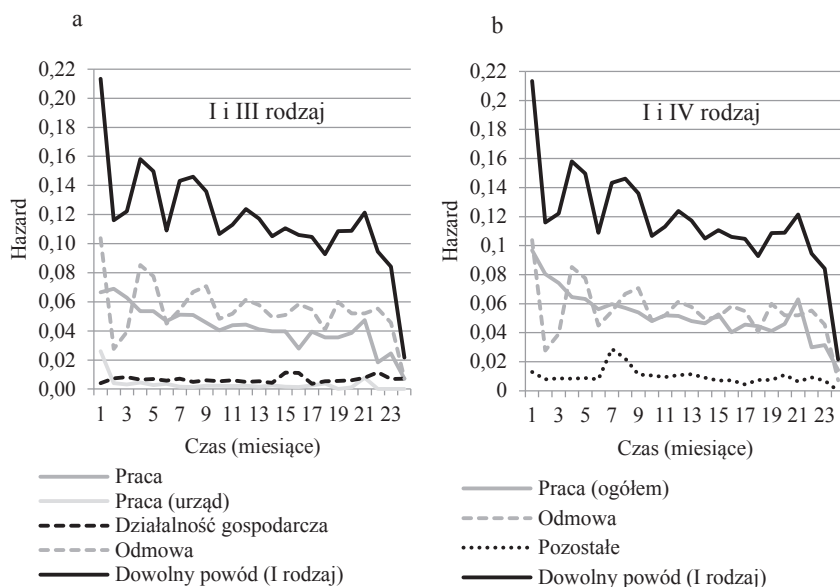 a
I i III rodzaj
Hazard
0,22
0,20
0,18
0,16
0,14
0,12
0,10
0,08
0,06
0,04
0,02
0,00
1 3 5 7 9 11 13 15 17 19 21 23
Czas (miesiące)
Praca
Praca (urząd)
Działalność gospodarcza
Odmowa
Dowolny powód (I rodzaj)
b
I i IV rodzaj
Hazard
0,22
0,2
0,18
0,16
0,14
0,12
0,1
0,08
0,06
0,04
0,02
0
1 3 5 7 9 11 13 15 17 19 21 23
Czas (miesiące)
Praca (ogółem)
Odmowa
Pozostałe
Dowolny powód (I rodzaj)